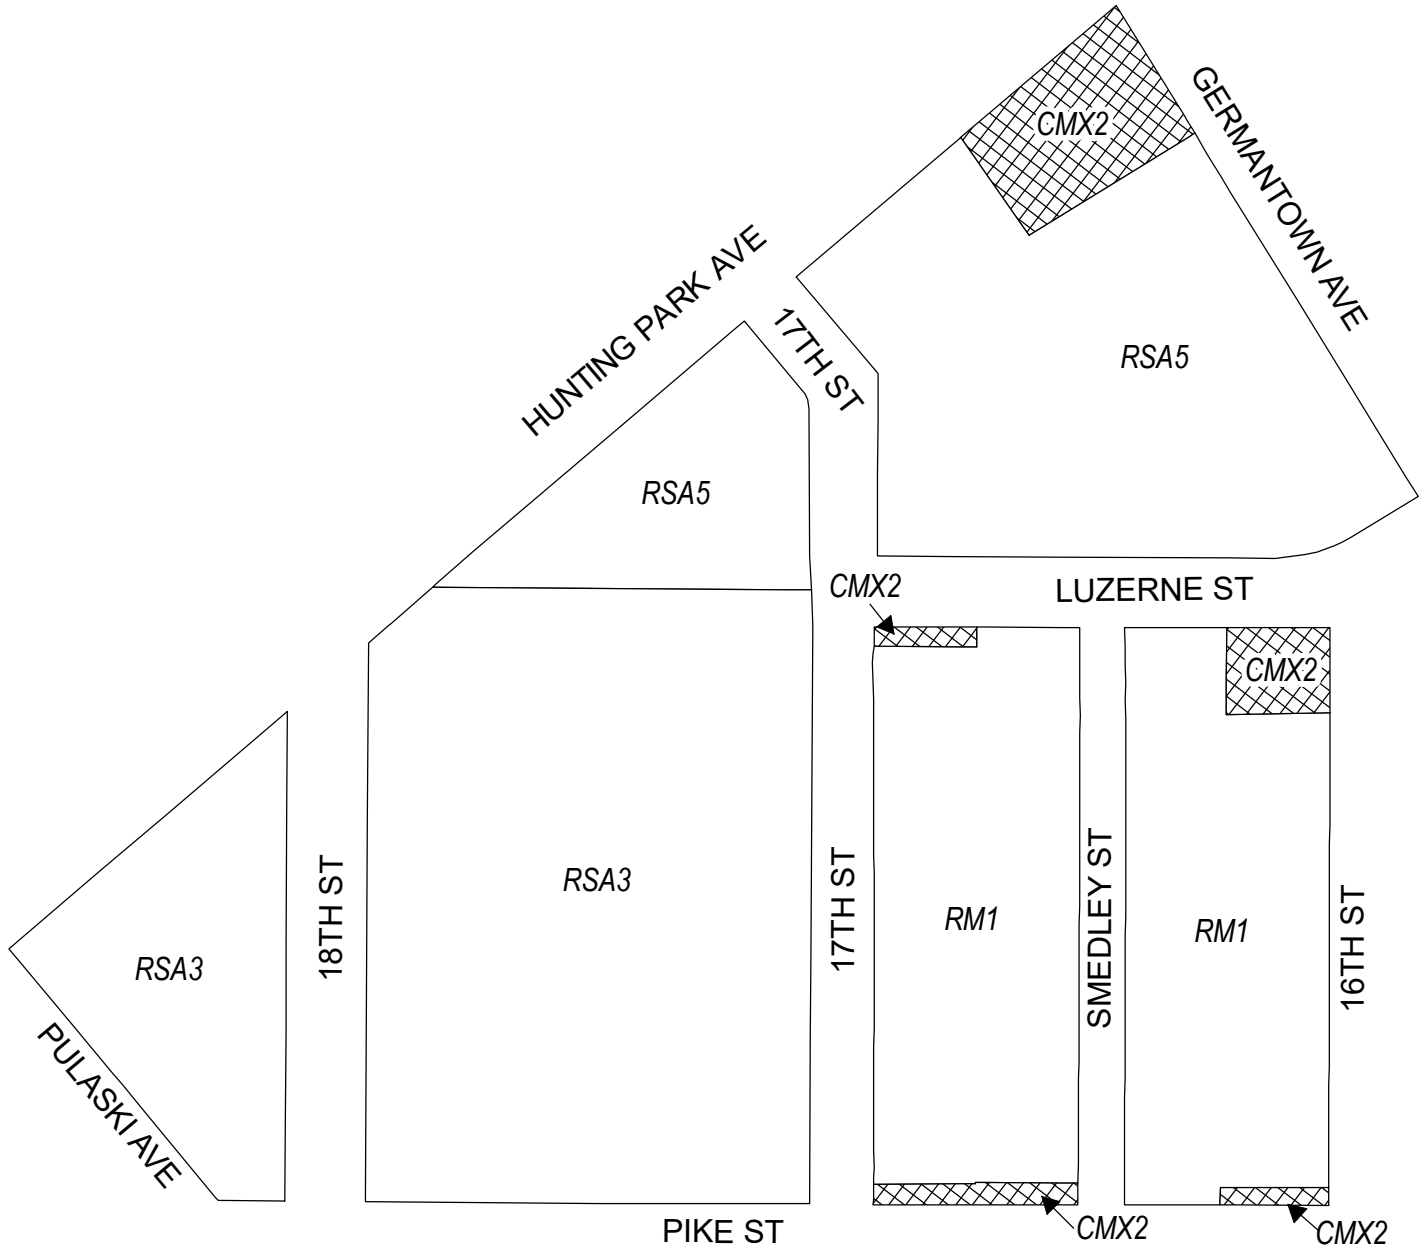 CMX2
GERMANTOWN AVE
HUNTING PARK AVE
17TH ST
RSA5
RSA5
CMX2
LUZERNE ST
CMX2
18TH ST
RSA3
17TH ST
RM1
SMEDLEY ST
RM1
16TH ST
RSA3
PULASKI AVE
PIKE ST
CMX2
CMX2